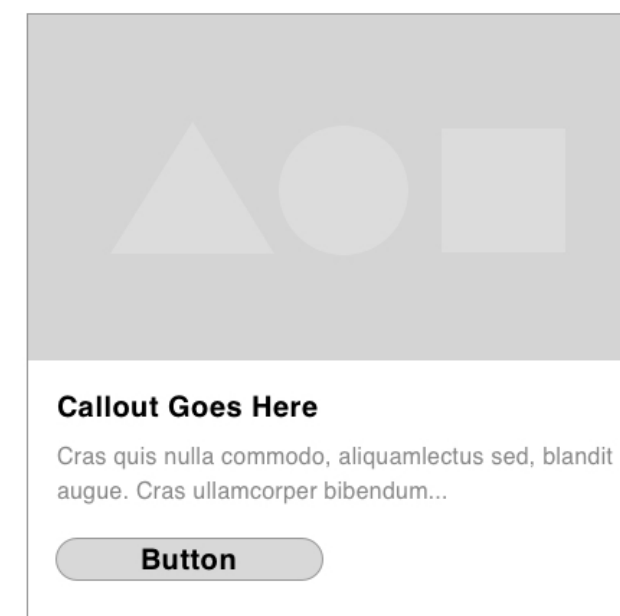 Callout Goes Here
Cras quis nulla commodo, aliquamlectus sed, blandit
augue. Cras ullamcorper bibendum...
Button